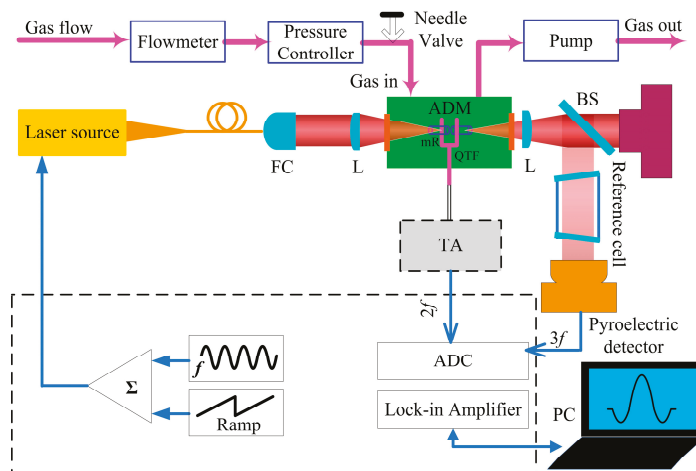 Gas flow
Flowmeter
Pressure
Controller
Needle
Valve
Pump
Gas out
Gas in
Laser source
FC
L
ADM
mR
QTF
L
BS
Reference cell
TA
2f
3f
Pyroelectric
detector
Σ
f
Ramp
ADC
Lock-in Amplifier
PC